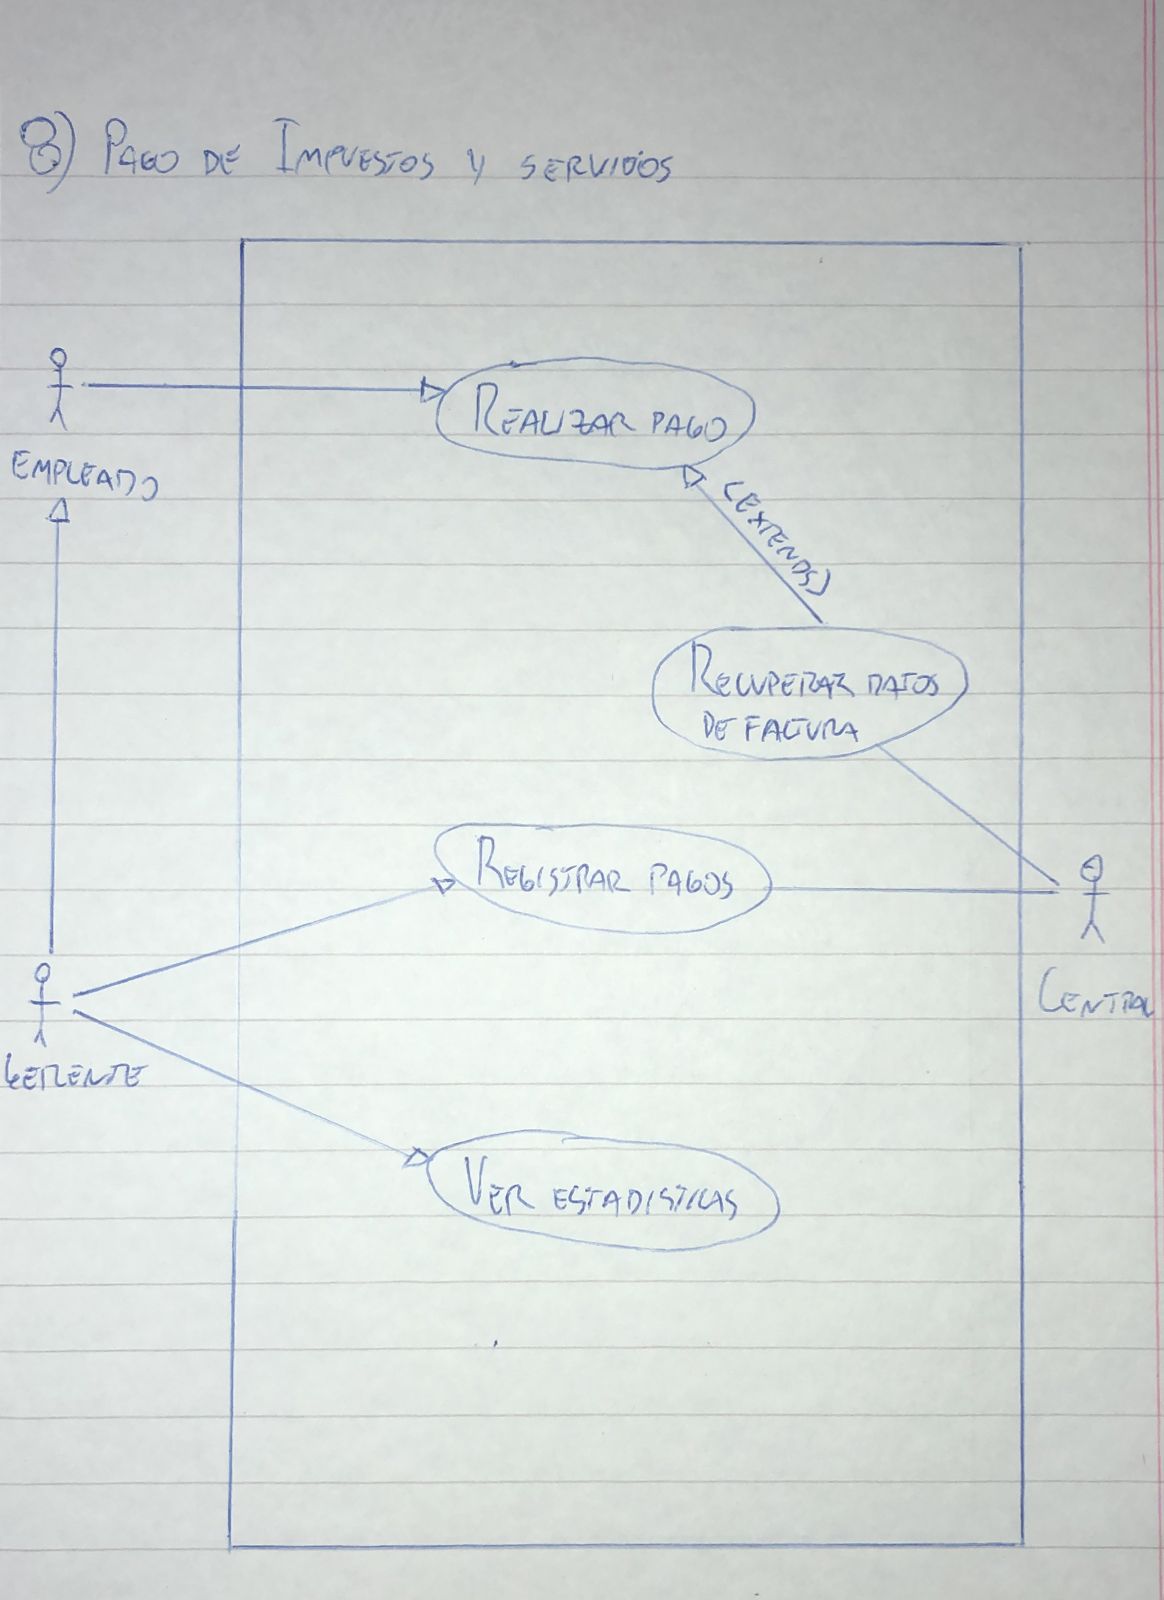 8) PAGO DE IMPUESTOS Y SERVICIOS
REALIZAR PAGO
EMPLEADO
(EXTENDS)
RECUPERAR DATOS
DE FACTURA
REGISTRAR PAGOS
CENTRAL
GERENTE
VER ESTADISTICAS